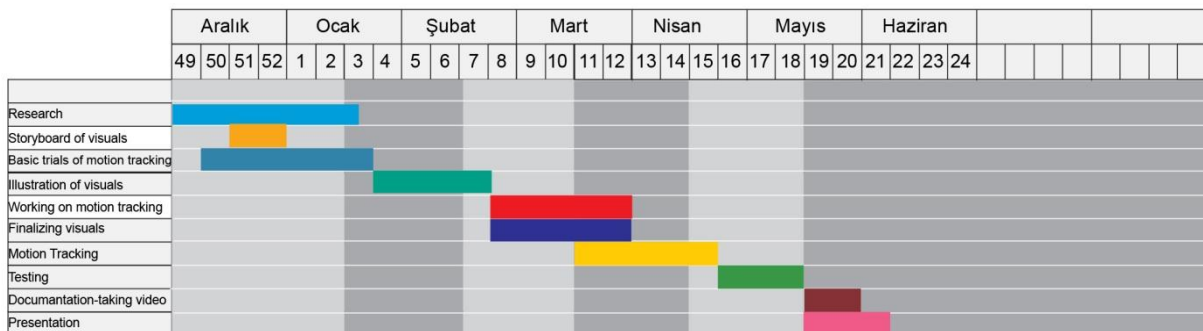 Aralık Ocak Şubat Mart Nisan Mayıs Haziran
49 50 51 52 1 2 3 4 5 6 7 8 9 10 11 12 13 14 15 16 17 18 19 20 21 22 23 24
Research
Storyboard of visuals
Basic trials of motion tracking
Illustration of visuals
Working on motion tracking
Finalizing visuals
Motion Tracking
Testing
Documantation-taking video
Presentation